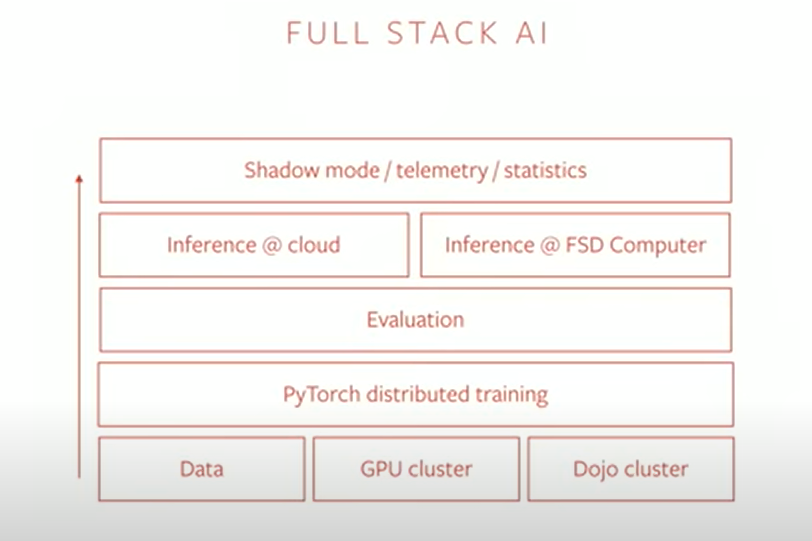 FULL STACK AI
Shadow mode / telemetry / statistics
Inference @ cloud
Inference @ FSD Computer
Evaluation
PyTorch distributed training
Data
GPU cluster
Dojo cluster